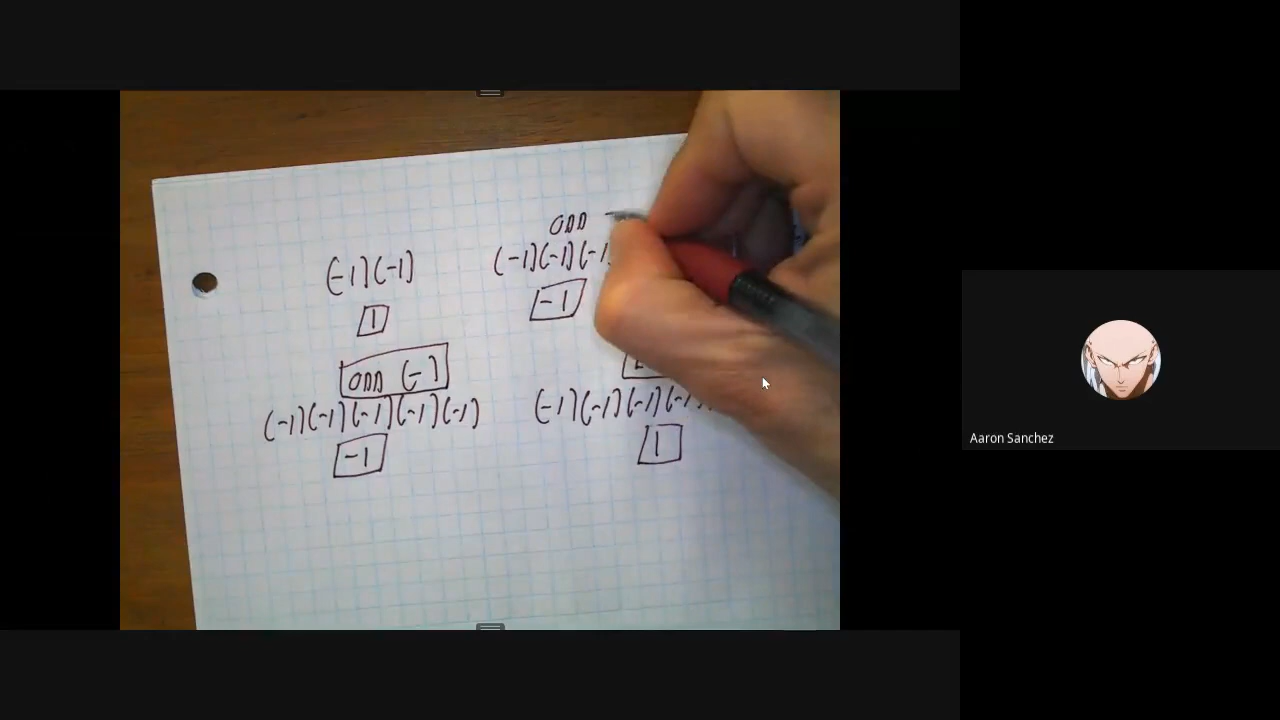 ODD
(-1)(-1)
(-1)(-1)(-1)
1
-1
ODD (-)
(-1)(-1)(-1)(-1)(-1)
(-1)(-1)(-1)(-1)
-1
1
Aaron Sanchez